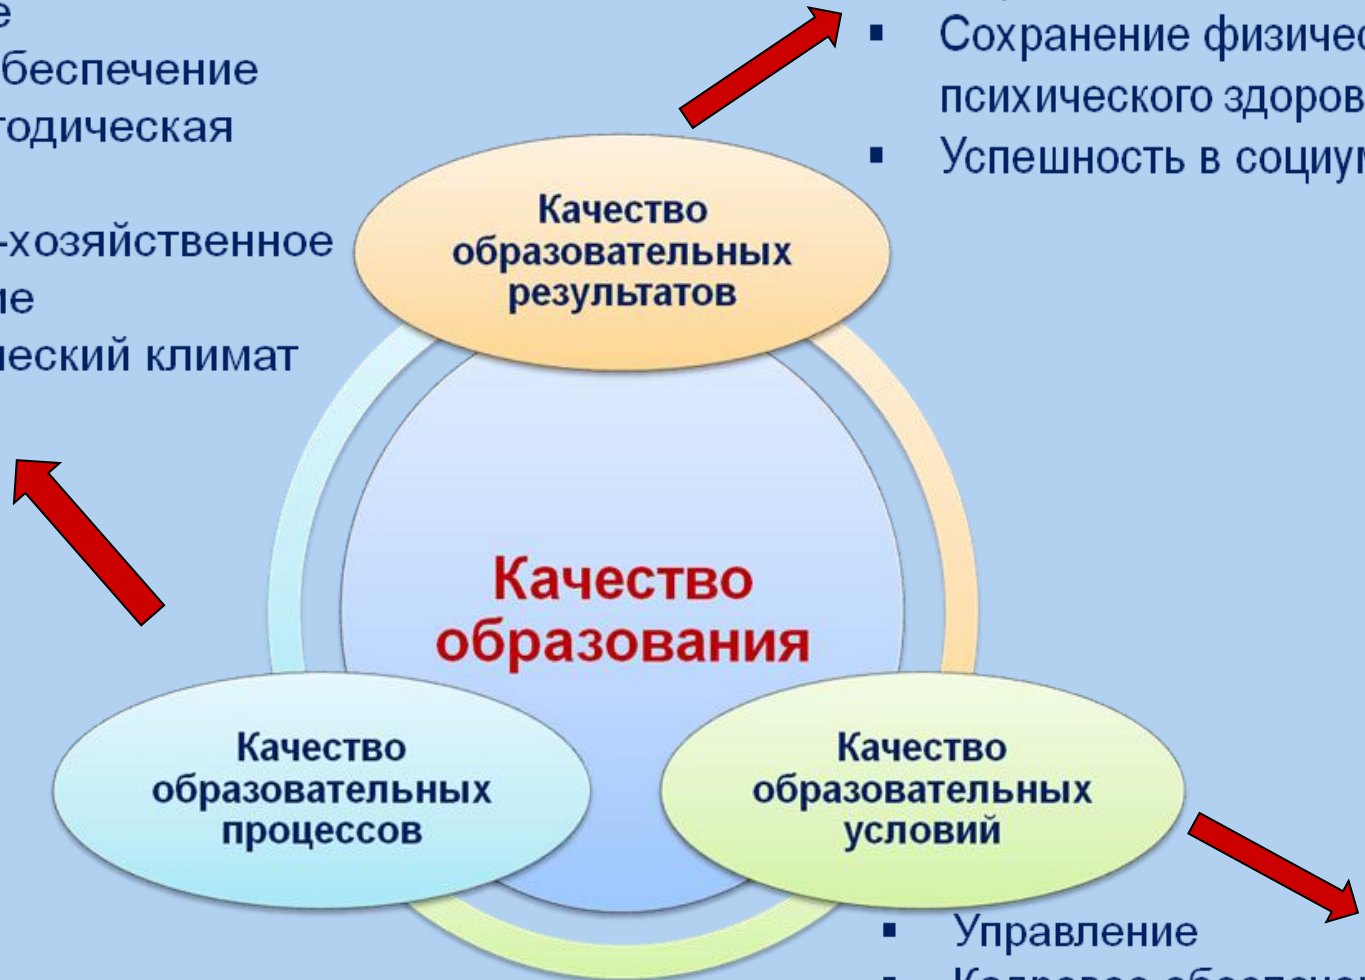 беспечение
тодическая
-хозяйственное
ие
ческий климат
Сохранение физичес
психического здоров
Успешность в социум
Качество
образовательных
результатов
Качество
образования
Качество
образовательных
процессов
Качество
образовательных
условий
Управление